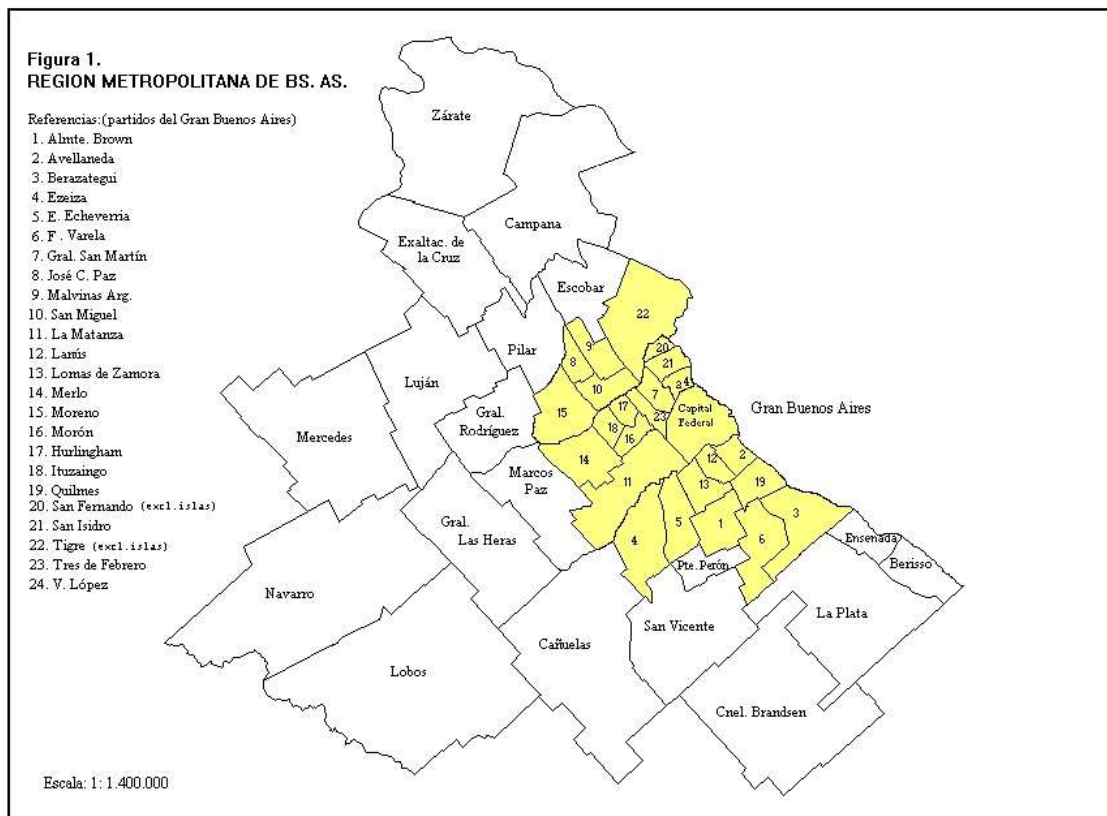 Figura 1.
REGION METROPOLITANA DE BS. AS.
Referencias:(partidos del Gran Buenos Aires)
1. Almte. Brown
2. Avellaneda
3. Berazategui
4. Ezeiza
5. E. Echeverria
6. F. Varela
7. Gral. San Martín
8. José C. Paz
9. Malvinas Arg.
10. San Miguel
11. La Matanza
12. Lanús
13. Lomas de Zamora
14. Merlo
15. Moreno
16. Morón
17. Hurlingham
18. Ituzaingo
19. Quilmes
20. San Fernando (excl.islas)
21. San Isidro
22. Tigre (excl.islas)
23. Tres de Febrero
24. V. López
Escala: 1: 1.400.000
Zárate
Campana
Exaltac. de
la Cruz
Escobar
22
Pilar
20
21
9
8
10
7
24
Luján
15
17
23
Capital
Federal
Gran Buenos Aires
Gral.
Rodríguez
18
16
Mercedes
14
12
2
Marcos
Paz
11
13
19
Gral.
Las Heras
4
5
1
6
3
Ensenada
Berisso
Pte. Perón
Navarro
La Plata
San Vicente
Cañuelas
Lobos
Cnel. Brandsen